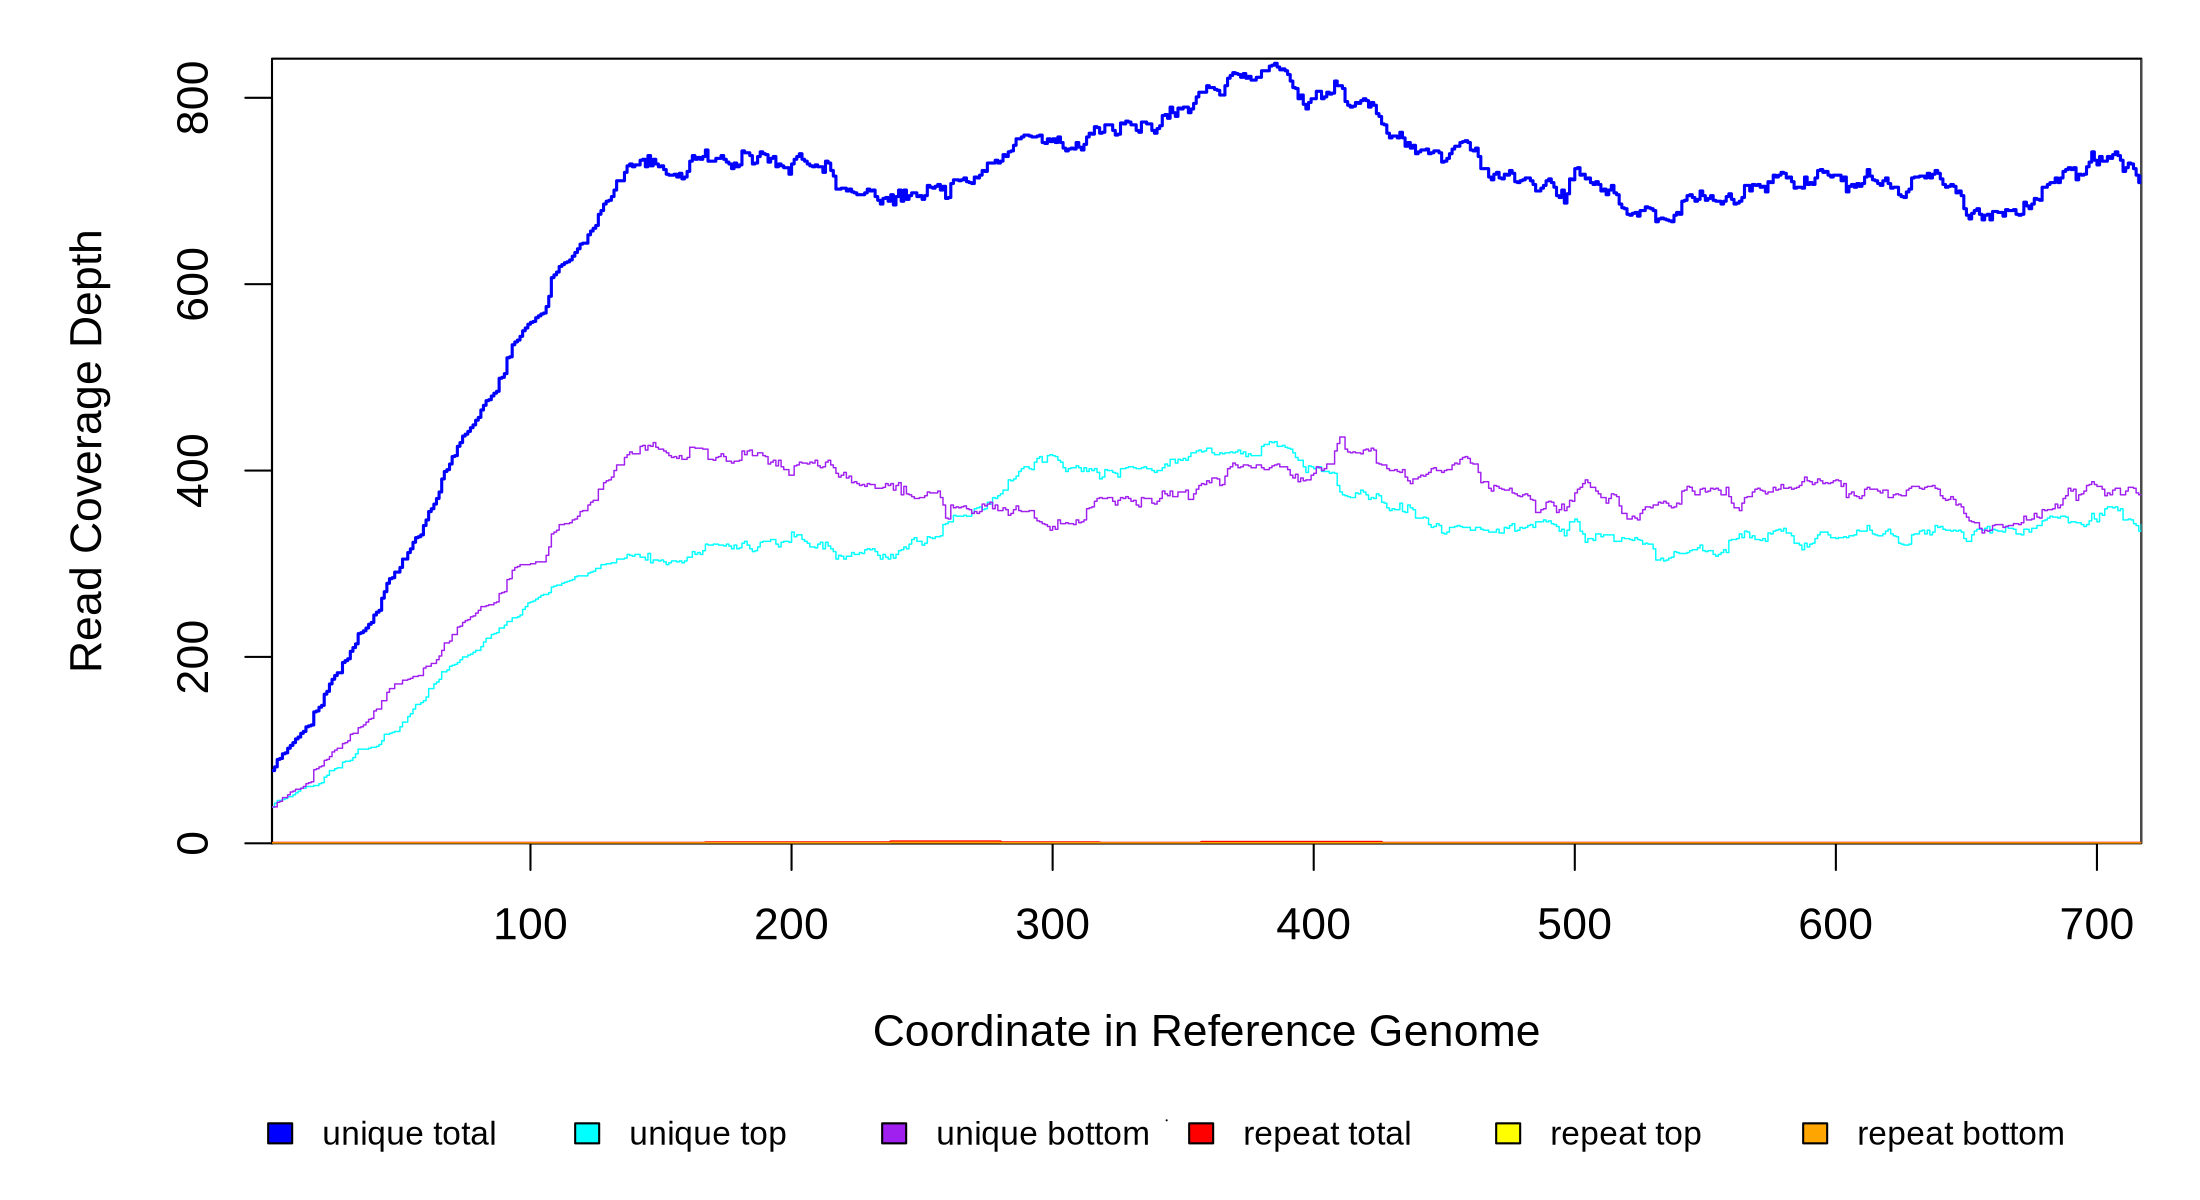 Read Coverage Depth
800
600
400
200
0
100 200 300 400 500 600 700
Coordinate in Reference Genome
unique total unique top unique bottom repeat total repeat top repeat bottom